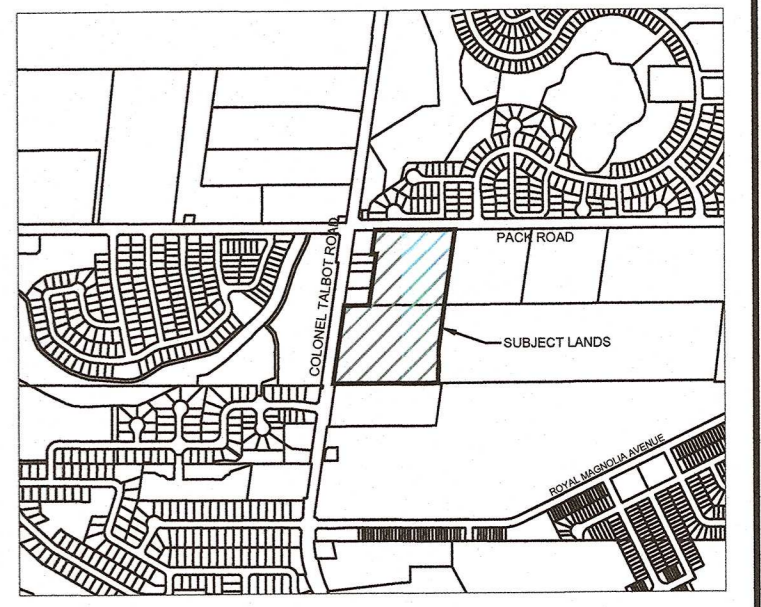 COLONEL TALBOT ROAD
PACK ROAD
SUBJECT LANDS
ROYAL MAGNOLIA AVENUE